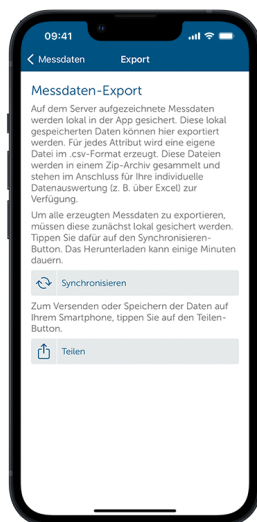 09:41
Messdaten Export
Messdaten-Export
Auf dem Server aufgezeichnete Messdaten
werden lokal in der App gesichert. Diese lokal
gespeicherten Daten können hier exportiert
werden. Für jedes Attribut wird eine eigene
Datei im .csv-Format erzeugt. Diese Dateien
werden in einem Zip-Archiv gesammelt und
stehen im Anschluss für Ihre individuelle
Datenauswertung (z. B. über Excel) zur
Verfügung.
Um alle erzeugten Messdaten zu exportieren,
müssen diese zunächst lokal gesichert werden.
Tippen Sie dafür auf den Synchronisieren-
Button. Das Herunterladen kann einige Minuten
dauern.
Synchronisieren
Zum Versenden oder Speichern der Daten auf
Ihrem Smartphone, tippen Sie auf den Teilen-
Button.
Teilen